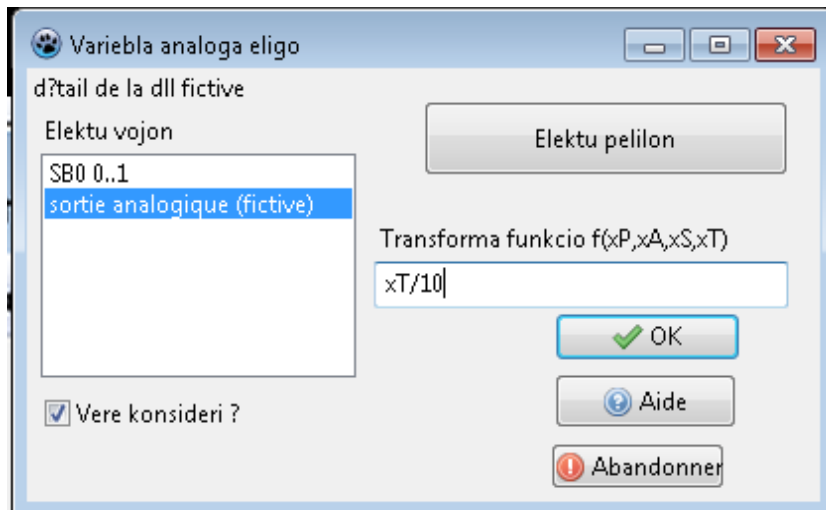 Variebla analoga eligo
d?tail de la dll fictive
Elektu vojon
Elektu pelilon
SB0 0..1
sortie analogique (fictive)
Transforma funkcio f(xP,xA,xS,xT)
xT/10
OK
Vere konsideri ?
Aide
Abandonner